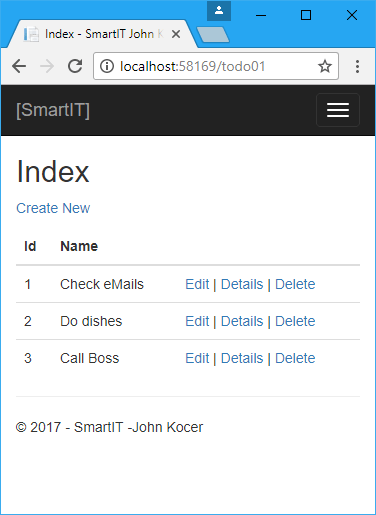 Index - SmartIT John K
localhost:58169/todo01
[SmartIT]
Index
Create New
Id Name
1 Check eMails Edit | Details | Delete
2 Do dishes Edit | Details | Delete
3 Call Boss Edit | Details | Delete
© 2017 - SmartIT -John Kocer